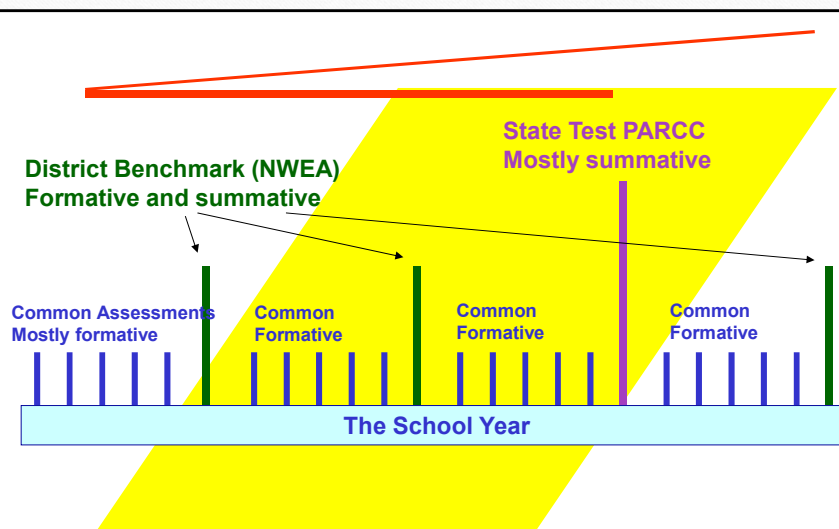 State Test PARCC
Mostly summative
District Benchmark (NWEA)
Formative and summative
Common Assessments
Mostly formative
Common
Formative
Common
Formative
Common
Formative
The School Year